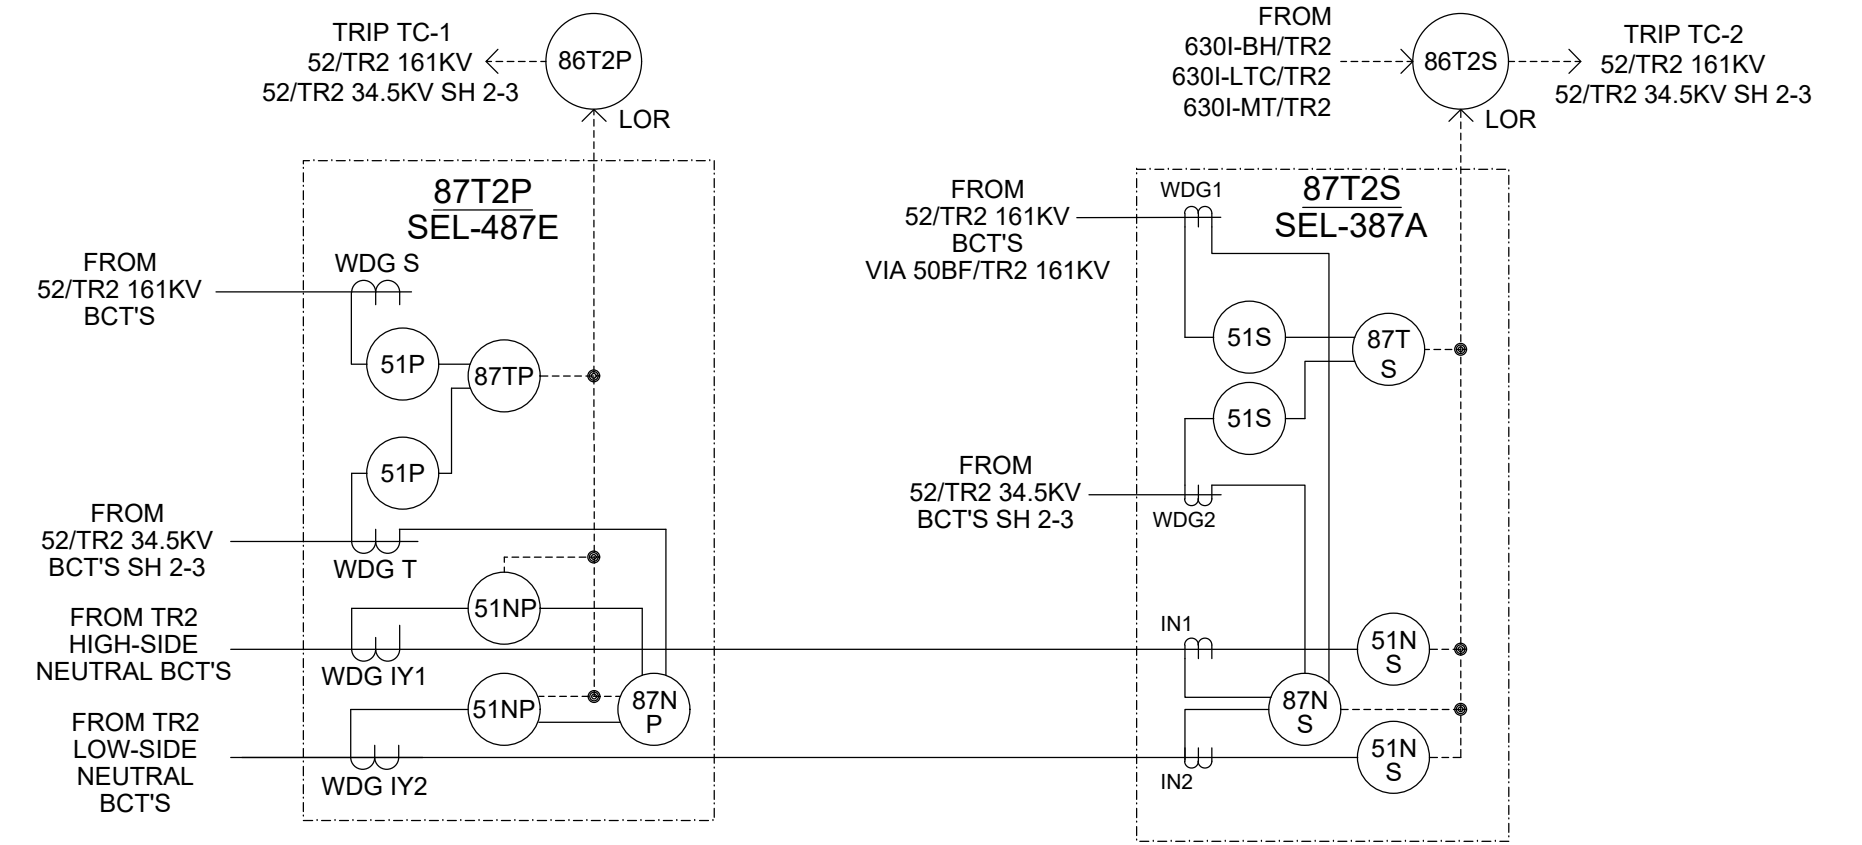 TRIP TC-1
52/TR2 161KV
52/TR2 34.5KV SH 2-3
86T2P
LOR
87T2P
SEL-487E
FROM
52/TR2 161KV
BCT'S
WDG S
51P
87TP
51P
FROM
52/TR2 34.5KV
BCT'S SH 2-3
WDG T
51NP
FROM TR2
HIGH-SIDE
NEUTRAL BCT'S
WDG IY1
51NP
87N
P
FROM TR2
LOW-SIDE
NEUTRAL
BCT'S
WDG IY2
FROM
630I-BH/TR2
630I-LTC/TR2
630I-MT/TR2
86T2S
LOR
TRIP TC-2
52/TR2 161KV
52/TR2 34.5KV SH 2-3
87T2S
SEL-387A
FROM
52/TR2 161KV
BCT'S
VIA 50BF/TR2 161KV
WDG1
51S
87T
S
51S
FROM
52/TR2 34.5KV
BCT'S SH 2-3
WDG2
IN1
51N
S
87N
S
51N
S
IN2